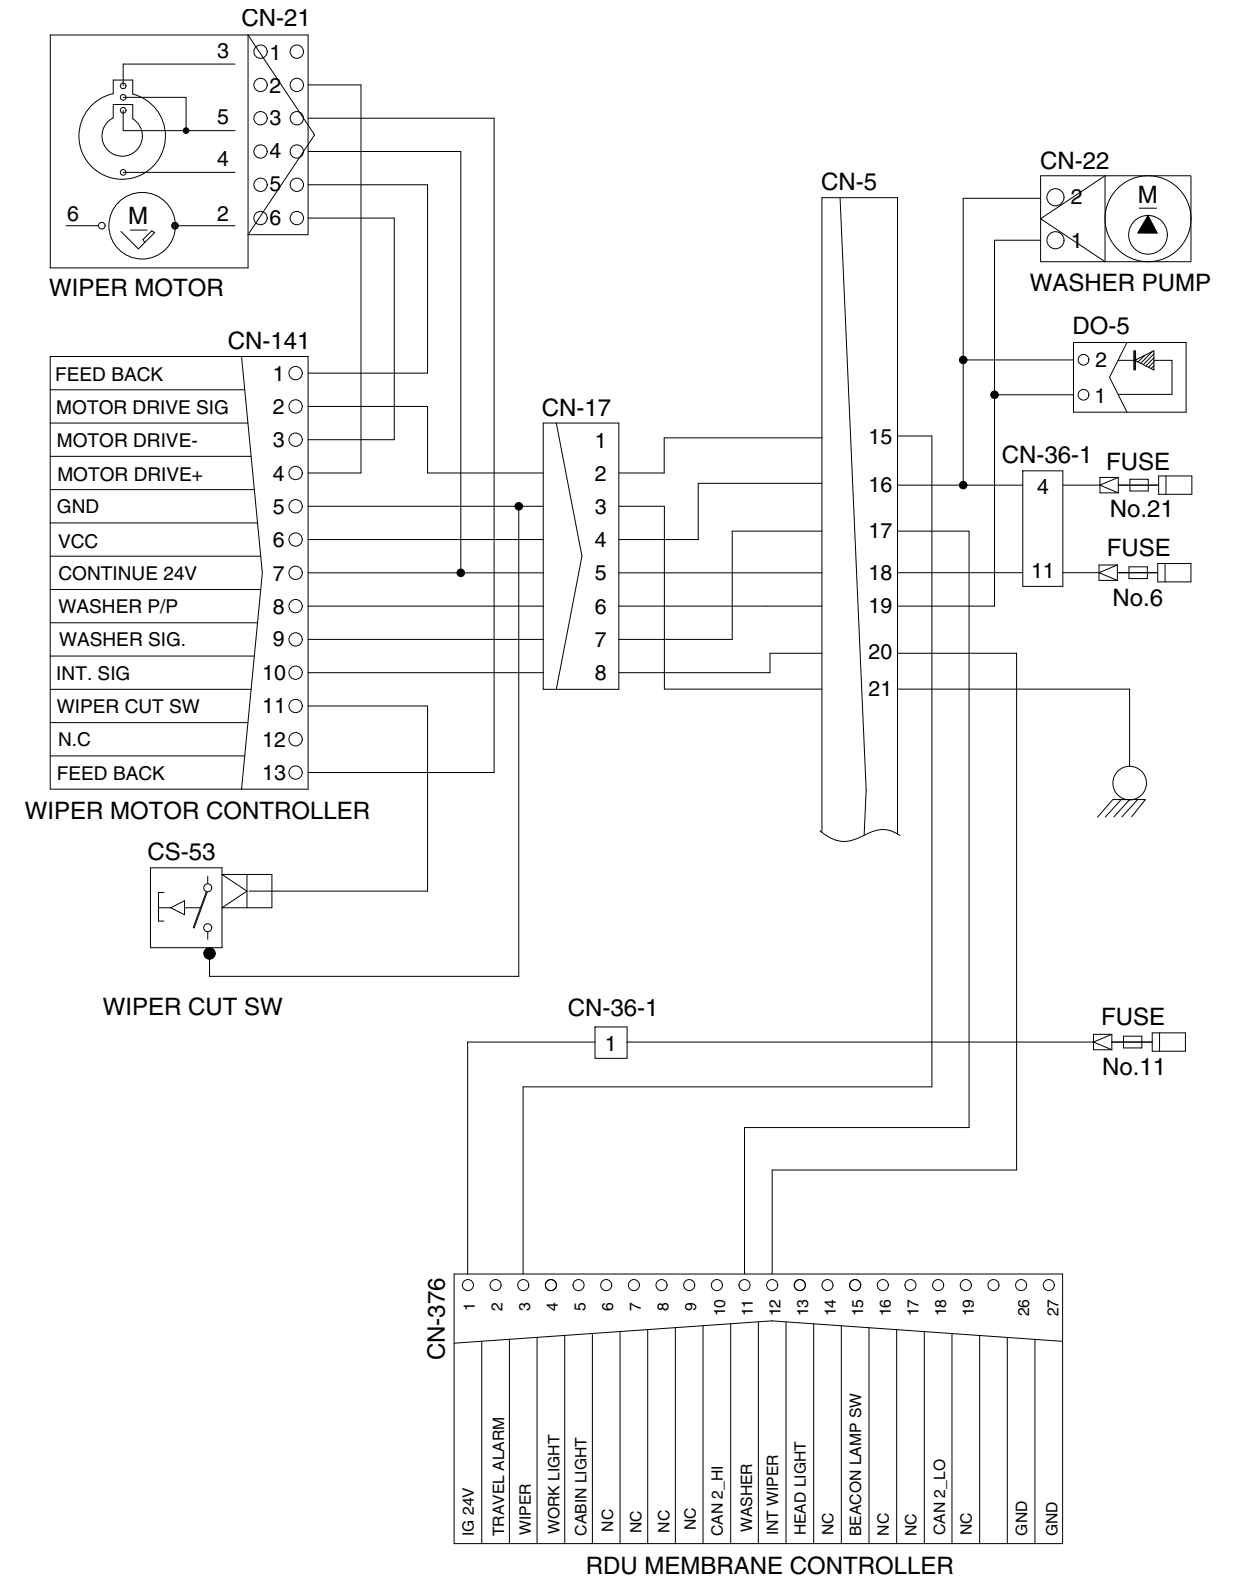 CN-21
3
5
4
6
M
2
1
2
3
4
5
6
WIPER MOTOR
CN-141
FEED BACK 1
MOTOR DRIVE SIG 2
MOTOR DRIVE- 3
MOTOR DRIVE+ 4
GND 5
VCC 6
CONTINUE 24V 7
WASHER P/P 8
WASHER SIG. 9
INT. SIG 10
WIPER CUT SW 11
N.C 12
FEED BACK 13
WIPER MOTOR CONTROLLER
CS-53
WIPER CUT SW
CN-17
1
2
3
4
5
6
7
8
CN-5
15
16
17
18
19
20
21
CN-22
2
1
M
WASHER PUMP
DO-5
2
1
CN-36-1
4
11
FUSE
No.21
FUSE
No.6
CN-36-1
1
FUSE
No.11
CN-376
1 2 3 4 5 6 7 8 9 10 11 12 13 14 15 16 17 18 19 26 27
IG 24V
TRAVEL ALARM
WIPER
WORK LIGHT
CABIN LIGHT
NC
NC
NC
NC
CAN 2_HI
WASHER
INT WIPER
HEAD LIGHT
NC
BEACON LAMP SW
NC
NC
CAN 2_LO
NC
GND
GND
RDU MEMBRANE CONTROLLER